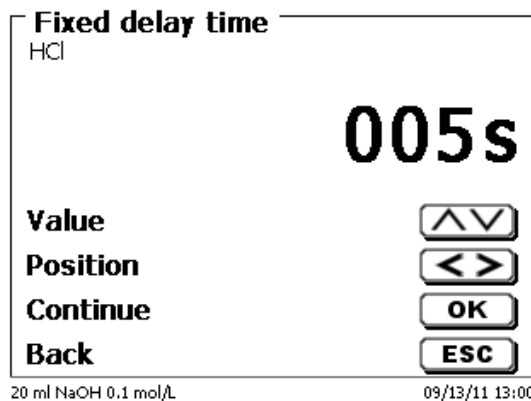 Fixed delay time
HCl
005s
Value
Position
Continue OK
Back ESC
20 ml NaOH 0.1 mol/L 09/13/11 13:00